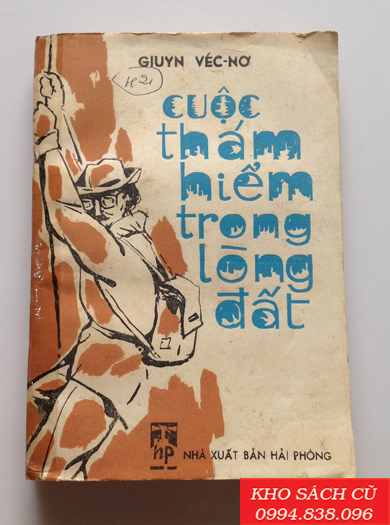 GIUYN VÉC-NƠ
H21
CUỘC
thám
hiểm
trong
lòng
đất
hp
NHÀ XUẤT BẢN HẢI PHÒNG
KHO SÁCH CŨ
0994.838.096